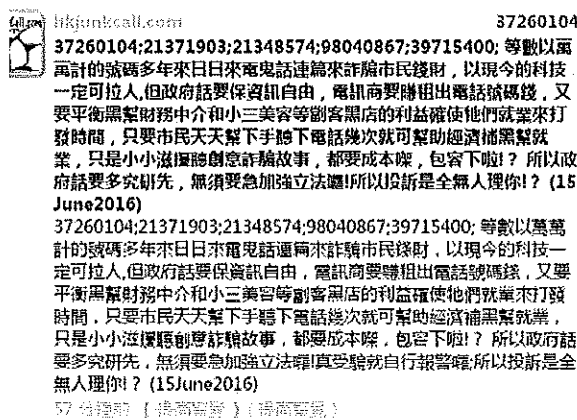 hkjunkcall.com 37260104
37260104;21371903;21348574;98040867;39715400; 等數以萬
萬計的號碼多年來日日來電鬼話連篇來詐騙市民錢財,以現今的科技
一定可拉人,但政府話要保資訊自由,電訊商要賺租出電話號碼錢,又
要平衡黑幫財務中介和小三美容等劏客黑店的利益確使牠們就業來打
發時間,只要市民天天幫下手聽下電話幾次就可幫助經濟補黑幫就
業,只是小小滋擾聽創意詐騙故事,都要成本㗎,包容下啦!? 所以政
府話要多究研先,無須要急加強立法喎!所以投訴是全無人理你!? (15
June2016)
37260104;21371903;21348574;98040867;39715400; 等數以萬萬
計的號碼多年來日日來電鬼話連篇來詐騙市民錢財,以現今的科技一
定可拉人,但政府話要保資訊自由,電訊商要賺租出電話號碼錢,又要
平衡黑幫財務中介和小三美容等劏客黑店的利益確使牠們就業來打發
時間,只要市民天天幫下手聽下電話幾次就可幫助經濟補黑幫就業,
只是小小滋擾聽創意詐騙故事,都要成本㗎,包容下啦!? 所以政府話
要多究研先,無須要急加強立法喎!真受騙就自行報警囉;所以投訴是全
無人理你!? (15June2016)